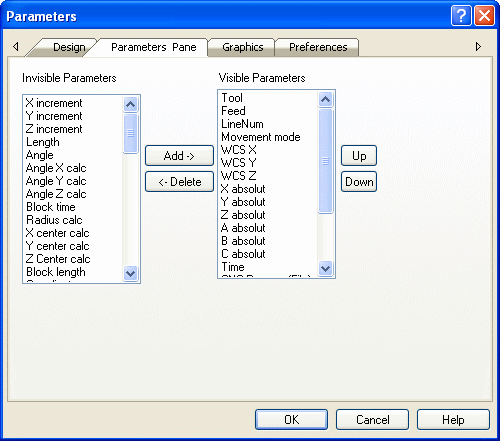 Parameters
Design
Parameters Pane
Graphics
Preferences
Invisible Parameters
X increment
Y increment
Z increment
Length
Angle
Angle X calc
Angle Y calc
Angle Z calc
Block time
Radius calc
X center calc
Y center calc
Z Center calc
Block length
Add ->
<- Delete
Visible Parameters
Tool
Feed
LineNum
Movement mode
WCS X
WCS Y
WCS Z
X absolut
Y absolut
Z absolut
A absolut
B absolut
C absolut
Time
Up
Down
OK
Cancel
Help